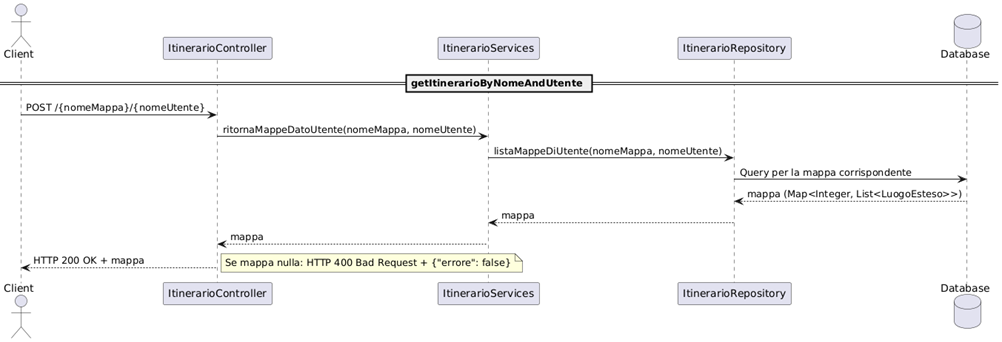 Client
ItinerarioController
ItinerarioServices
ItinerarioRepository
Database
getItinerarioByNomeAndUtente
POST /{nomeMappa}/{nomeUtente}
ritornaMappeDatoUtente(nomeMappa, nomeUtente)
listaMappeDiUtente(nomeMappa, nomeUtente)
Query per la mappa corrispondente
mappa (Map<Integer, List<LuogoEsteso>>)
mappa
mappa
HTTP 200 OK + mappa
Se mappa nulla: HTTP 400 Bad Request + {"errore": false}
Client
ItinerarioController
ItinerarioServices
ItinerarioRepository
Database